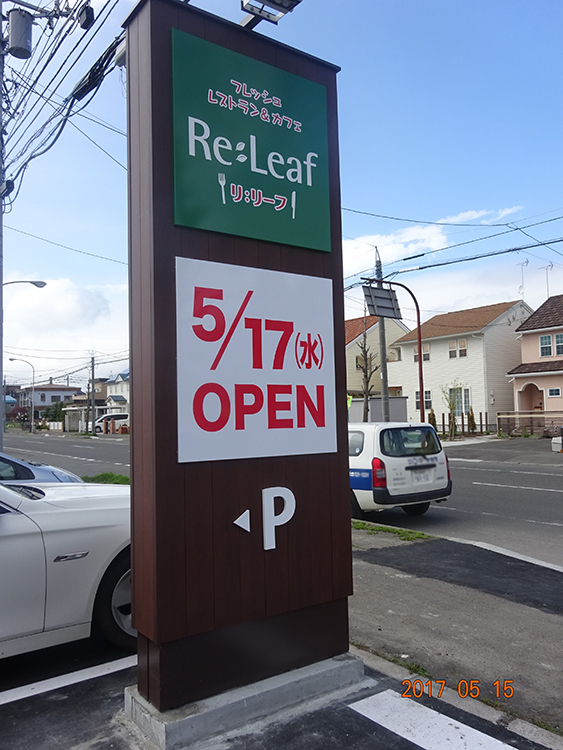 フレッシュ
レストラン&カフェ
Re:Leaf
リ:リーフ
5/17(水)
OPEN
P
2017 05 15